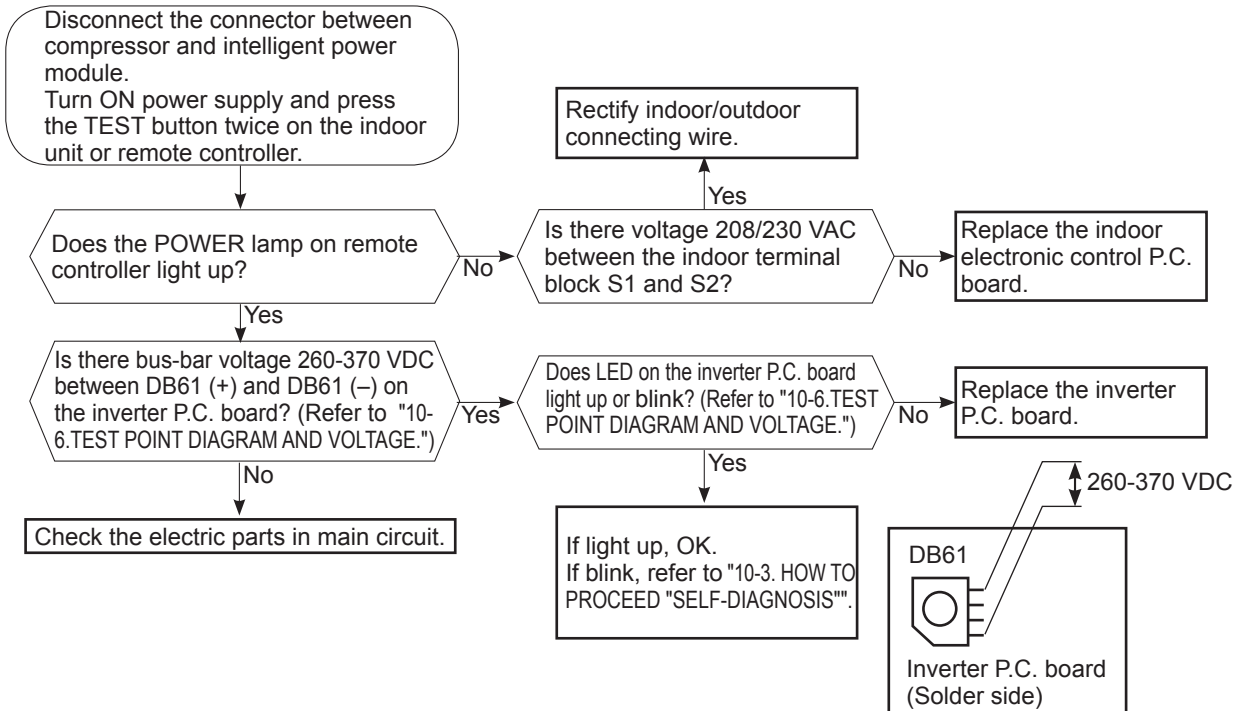 Disconnect the connector between
compressor and intelligent power
module.
Turn ON power supply and press
the TEST button twice on the indoor
unit or remote controller.
Rectify indoor/outdoor
connecting wire.
Yes
Does the POWER lamp on remote
controller light up?
No
Is there voltage 208/230 VAC
between the indoor terminal
block S1 and S2?
No
Replace the indoor
electronic control P.C.
board.
Yes
Is there bus-bar voltage 260-370 VDC
between DB61 (+) and DB61 (–) on
the inverter P.C. board? (Refer to "10-
6.TEST POINT DIAGRAM AND VOLTAGE.")
Yes
Does LED on the inverter P.C. board
light up or blink? (Refer to "10-6.TEST
POINT DIAGRAM AND VOLTAGE.")
No
Replace the inverter
P.C. board.
No
Check the electric parts in main circuit.
Yes
If light up, OK.
If blink, refer to "10-3. HOW TO
PROCEED "SELF-DIAGNOSIS"".
260-370 VDC
DB61
Inverter P.C. board
(Solder side)